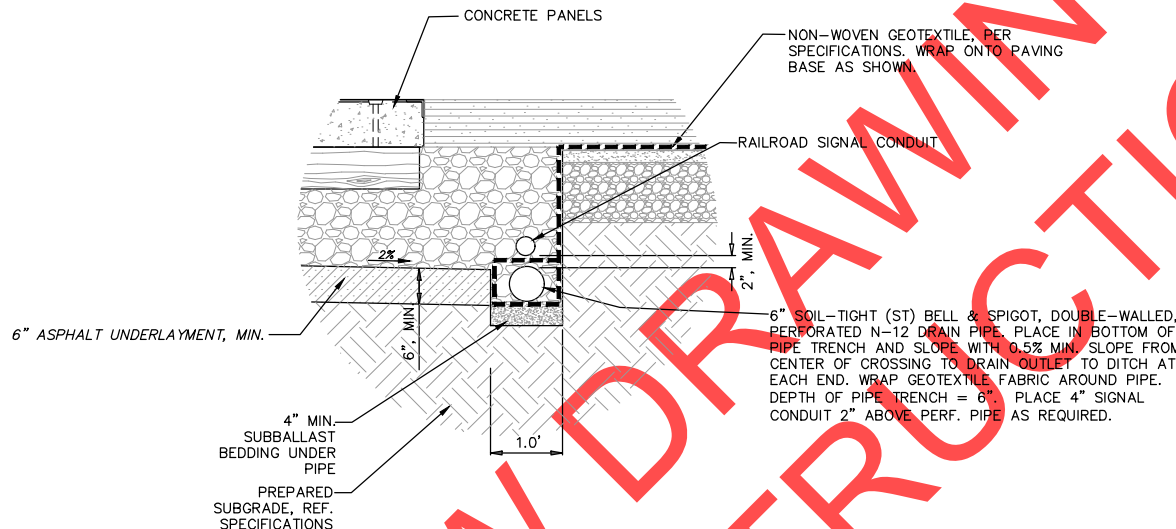 CONCRETE PANELS
NON-WOVEN GEOTEXTILE, PER
SPECIFICATIONS. WRAP ONTO PAVING
BASE AS SHOWN.
RAILROAD SIGNAL CONDUIT
2%
2", MIN.
6" ASPHALT UNDERLAYMENT, MIN.
6", MIN.
6" SOIL-TIGHT (ST) BELL & SPIGOT, DOUBLE-WALLED,
PERFORATED N-12 DRAIN PIPE. PLACE IN BOTTOM OF
PIPE TRENCH AND SLOPE WITH 0.5% MIN. SLOPE FROM
CENTER OF CROSSING TO DRAIN OUTLET TO DITCH AT
EACH END. WRAP GEOTEXTILE FABRIC AROUND PIPE.
DEPTH OF PIPE TRENCH = 6". PLACE 4" SIGNAL
CONDUIT 2" ABOVE PERF. PIPE AS REQUIRED.
4" MIN.
SUBBALLAST
BEDDING UNDER
PIPE
1.0'
PREPARED
SUBGRADE, REF.
SPECIFICATIONS
DRAWIN